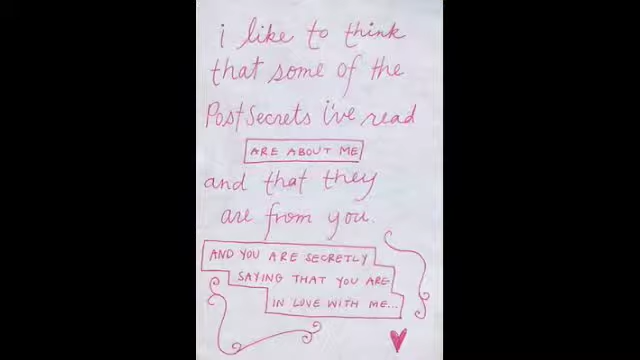 i like to think
that some of the
PostSecrets i've read
ARE ABOUT ME
and that they
are from you.
AND YOU ARE SECRETLY
SAYING THAT YOU ARE
IN LOVE WITH ME...